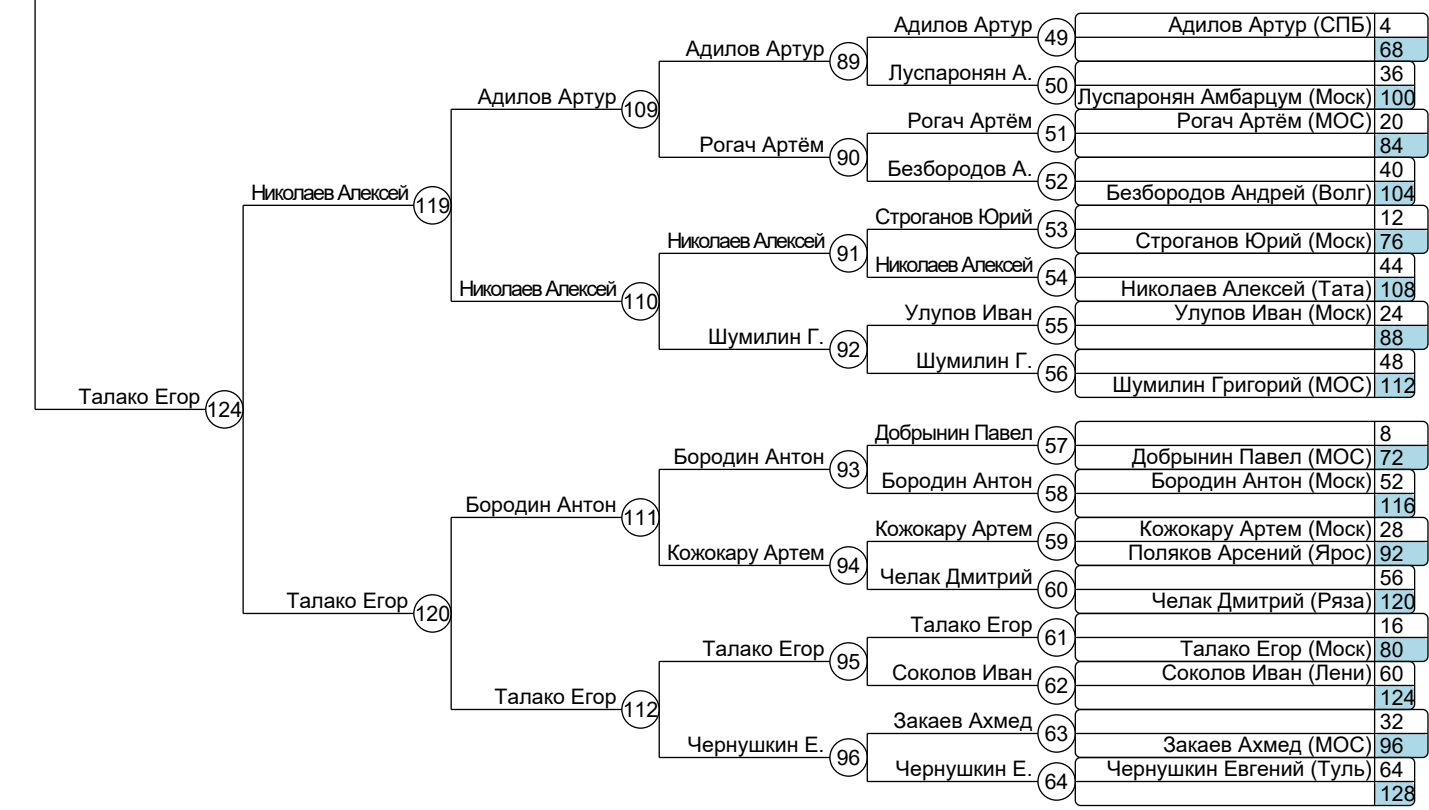 Адилов Артур 49 Адилов Артур (СПБ) 4
Адилов Артур 89 68
Луспаронян А. 50 36
Адилов Артур 109 Луспаронян Амбарцум (Моск) 100
Рогач Артём 51 Рогач Артём (МОС) 20
Рогач Артём 90 84
Безбородов А. 52 40
Николаев Алексей 119 Безбородов Андрей (Волг) 104
Строганов Юрий 53 12
Николаев Алексей 91 Строганов Юрий (Моск) 76
Николаев Алексей 54 44
Николаев Алексей 110 Николаев Алексей (Тата) 108
Улупов Иван 55 Улупов Иван (Моск) 24
Шумилин Г. 92 88
Шумилин Г. 56 48
Талако Егор 124 Шумилин Григорий (МОС) 112
Добрынин Павел 57 8
Бородин Антон 93 Добрынин Павел (МОС) 72
Бородин Антон 58 Бородин Антон (Моск) 52
Бородин Антон 111 116
Кожокару Артем 59 Кожокару Артем (Моск) 28
Кожокару Артем 94 Поляков Арсений (Ярос) 92
Челак Дмитрий 60 56
Талако Егор 120 Челак Дмитрий (Ряза) 120
Талако Егор 61 16
Талако Егор 95 Талако Егор (Моск) 80
Соколов Иван 62 Соколов Иван (Лени) 60
Талако Егор 112 124
Закаев Ахмед 63 32
Чернушкин Е. 96 Закаев Ахмед (МОС) 96
Чернушкин Е. 64 Чернушкин Евгений (Туль) 64
128